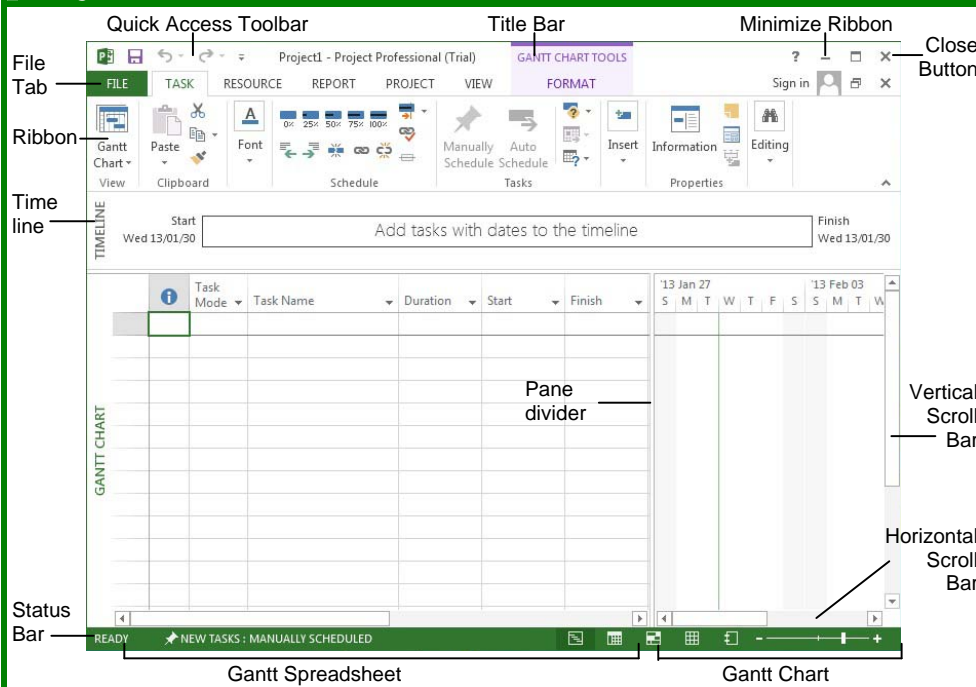 Quick Access Toolbar Title Bar Minimize Ribbon
Close
Button
File
Tab
Ribbon
Time
line
Project1 - Project Professional (Trial) GANTT CHART TOOLS ?
FILE TASK RESOURCE REPORT PROJECT VIEW FORMAT Sign in
0% 25% 50% 75% 100%
Gantt
Chart
Paste
A
Font
Manually
Schedule
Auto
Schedule
Insert
Information
Editing
View Clipboard Schedule Tasks Properties
TIMELINE
Start
Wed 13/01/30
Add tasks with dates to the timeline
Finish
Wed 13/01/30
GANTT CHART
Task
Mode
Task Name Duration Start Finish
'13 Jan 27 '13 Feb 03
S M T W T F S S M T W
Pane
divider
Vertical
Scroll
Bar
Horizontal
Scroll
Bar
Status
Bar
READY NEW TASKS : MANUALLY SCHEDULED
Gantt Spreadsheet Gantt Chart